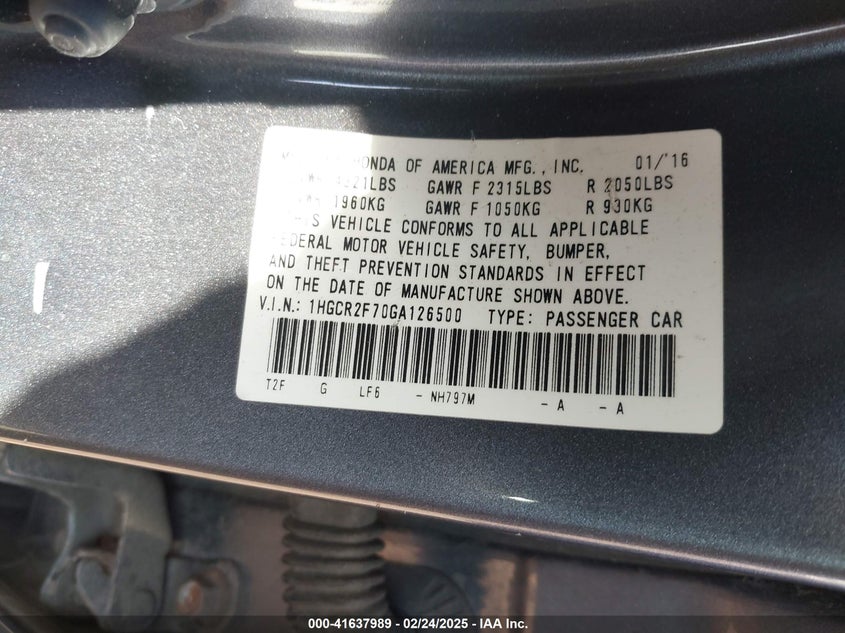 HONDA OF AMERICA MFG., INC. 01/'16
GAWR F 2315LBS R 2050LBS
1960KG GAWR F 1050KG R 930KG
VEHICLE CONFORMS TO ALL APPLICABLE
MOTOR VEHICLE SAFETY, BUMPER,
AND THEFT PREVENTION STANDARDS IN EFFECT
ON THE DATE OF MANUFACTURE SHOWN ABOVE.
V.I.N.: 1HGCR2F70GA126500 TYPE: PASSENGER CAR
T2F G LF6 - NH797M - A - A
000-41637989 - 02/24/2025 - IAA Inc.